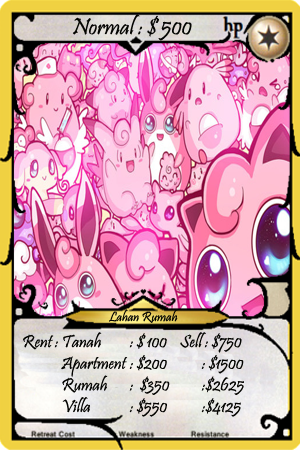 Normal : $ 500 hp
Lahan Rumah
Rent : Tanah : $ 100 Sell : $750
Apartment : $200 : $1500
Rumah : $350 :$2625
Villa : $550 :$4125
Retreat Cost Weakness Resistance